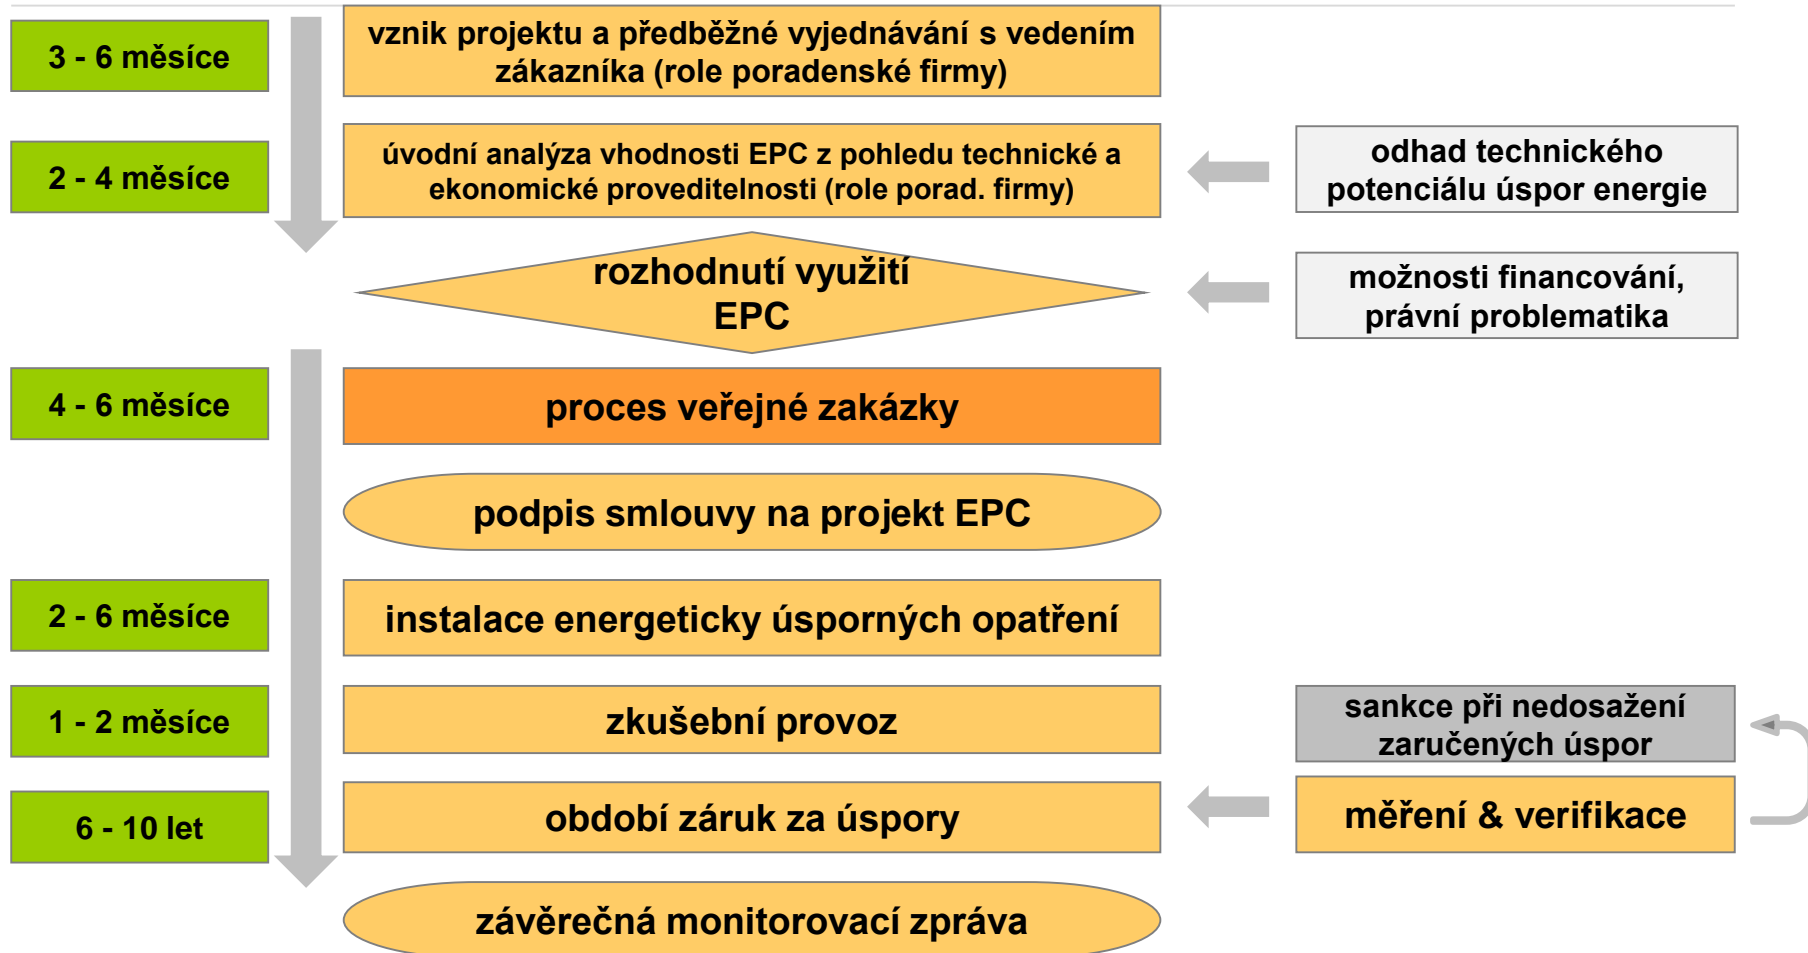 3 - 6 měsíce
vznik projektu a předběžné vyjednávání s vedením
zákazníka (role poradenské firmy)
2 - 4 měsíce
úvodní analýza vhodnosti EPC z pohledu technické a
ekonomické proveditelnosti (role porad. firmy)
odhad technického
potenciálu úspor energie
rozhodnutí využití
EPC
možnosti financování,
právní problematika
4 - 6 měsíce
proces veřejné zakázky
podpis smlouvy na projekt EPC
2 - 6 měsíce
instalace energeticky úsporných opatření
1 - 2 měsíce
zkušební provoz
sankce při nedosažení
zaručených úspor
6 - 10 let
období záruk za úspory
měření & verifikace
závěrečná monitorovací zpráva